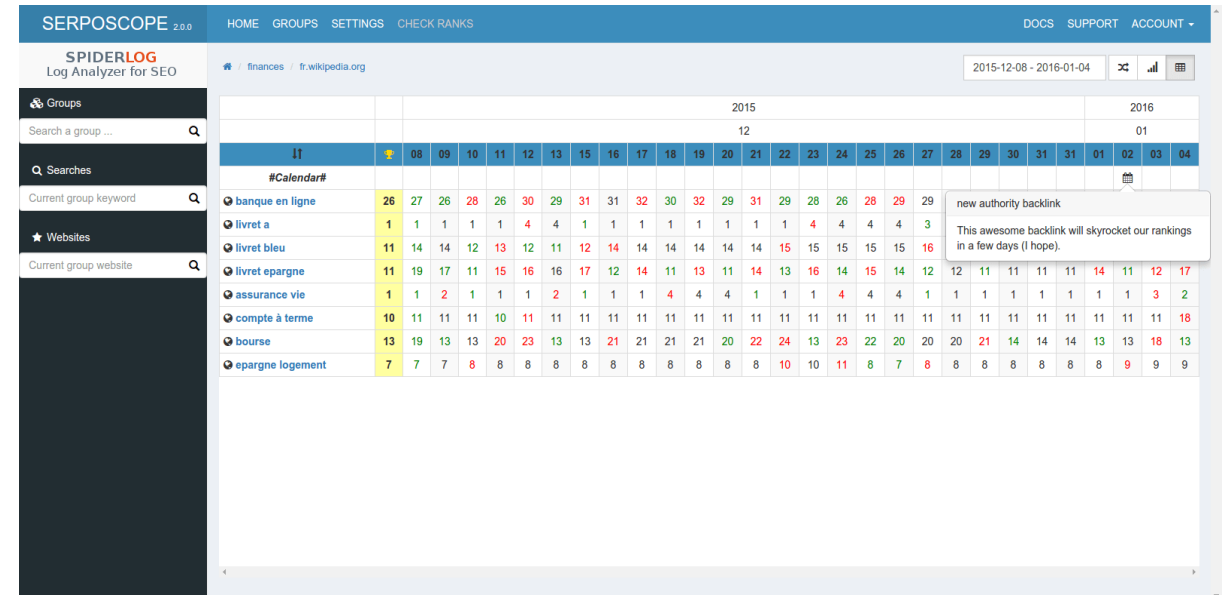 SERPOSCOPE 2.0.0 HOME GROUPS SETTINGS CHECK RANKS DOCS SUPPORT ACCOUNT
SPIDERLOG
Log Analyzer for SEO
/ finances / fr.wikipedia.org
2015-12-08 - 2016-01-04
Groups
Search a group ...
Searches
Current group keyword
Websites
Current group website
2015 2016
12 01
08 09 10 11 12 13 15 16 17 18 19 20 21 22 23 24 25 26 27 28 29 30 31 31 01 02 03 04
#Calendar#
banque en ligne 26 27 26 28 26 30 29 31 31 32 30 32 29 31 29 28 26 28 29 29
livret a 1 1 1 1 1 4 4 1 1 1 1 1 1 1 1 4 4 4 4 3
livret bleu 11 14 14 12 13 12 11 12 14 14 14 14 14 14 15 15 15 15 15 16
livret epargne 11 19 17 11 15 16 16 17 12 14 11 13 11 14 13 16 14 15 14 12 12 11 11 11 11 14 11 12 17
assurance vie 1 1 2 1 1 1 2 1 1 1 4 4 4 1 1 1 4 4 4 1 1 1 1 1 1 1 1 3 2
compte à terme 10 11 11 11 10 11 11 11 11 11 11 11 11 11 11 11 11 11 11 11 11 11 11 11 11 11 11 11 18
bourse 13 19 13 13 20 23 13 13 21 21 21 21 20 22 24 13 23 22 20 20 20 21 14 14 14 13 13 18 13
epargne logement 7 7 7 8 8 8 8 8 8 8 8 8 8 8 10 10 11 8 7 8 8 8 8 8 8 8 9 9 9
new authority backlink
This awesome backlink will skyrocket our rankings
in a few days (I hope).